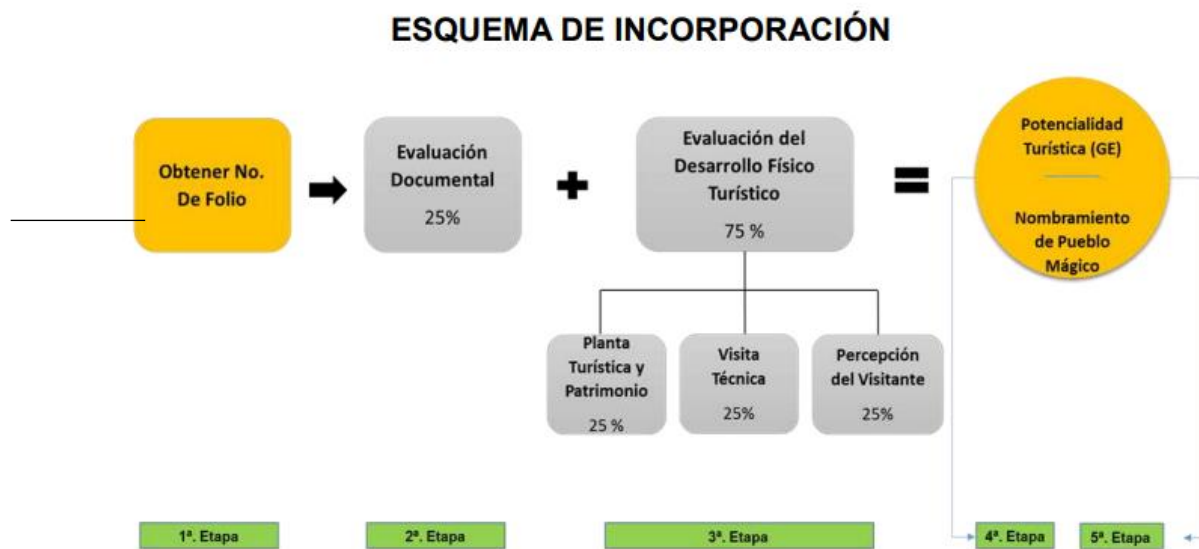 ESQUEMA DE INCORPORACIÓN
Obtener No.
De Folio
Evaluación
Documental
25%
Evaluación del
Desarrollo Físico
Turístico
75 %
Potencialidad
Turística (GE)
Nombramiento
de Pueblo
Mágico
Planta
Turística y
Patrimonio
25 %
Visita
Técnica
25%
Percepción
del Visitante
25%
1ª. Etapa
2ª. Etapa
3ª. Etapa
4ª. Etapa
5ª. Etapa